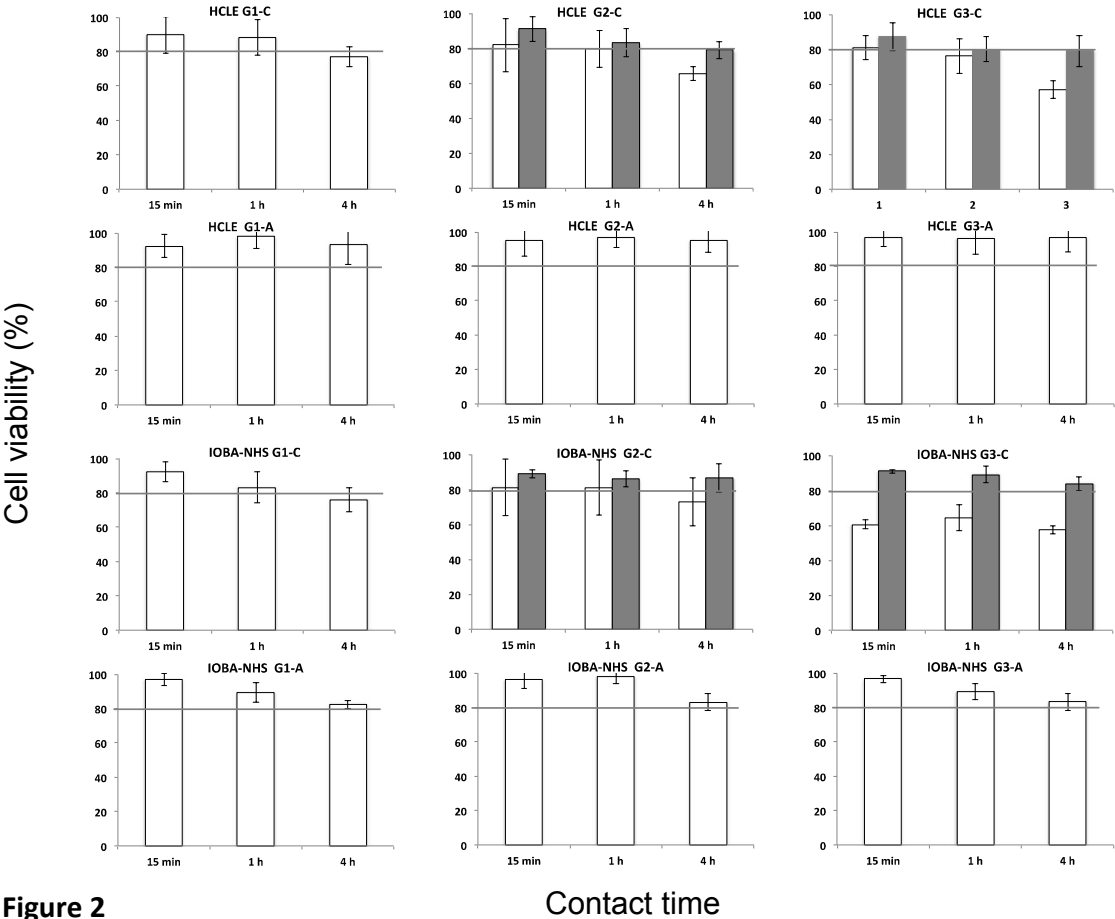 HCLE G1-C
100
80
60
40
20
0
15 min 1 h 4 h
HCLE G2-C
100
80
60
40
20
0
15 min 1 h 4 h
HCLE G3-C
100
80
60
40
20
0
1 2 3
HCLE G1-A
100
80
60
40
20
0
15 min 1 h 4 h
HCLE G2-A
100
80
60
40
20
0
15 min 1 h 4 h
HCLE G3-A
100
80
60
40
20
0
15 min 1 h 4 h
Cell viability (%)
IOBA-NHS G1-C
100
80
60
40
20
0
15 min 1 h 4 h
IOBA-NHS G2-C
100
80
60
40
20
0
15 min 1 h 4 h
IOBA-NHS G3-C
100
80
60
40
20
0
15 min 1 h 4 h
IOBA-NHS G1-A
100
80
60
40
20
0
15 min 1 h 4 h
IOBA-NHS G2-A
100
80
60
40
20
0
15 min 1 h 4 h
IOBA-NHS G3-A
100
80
60
40
20
0
15 min 1 h 4 h
Figure 2
Contact time